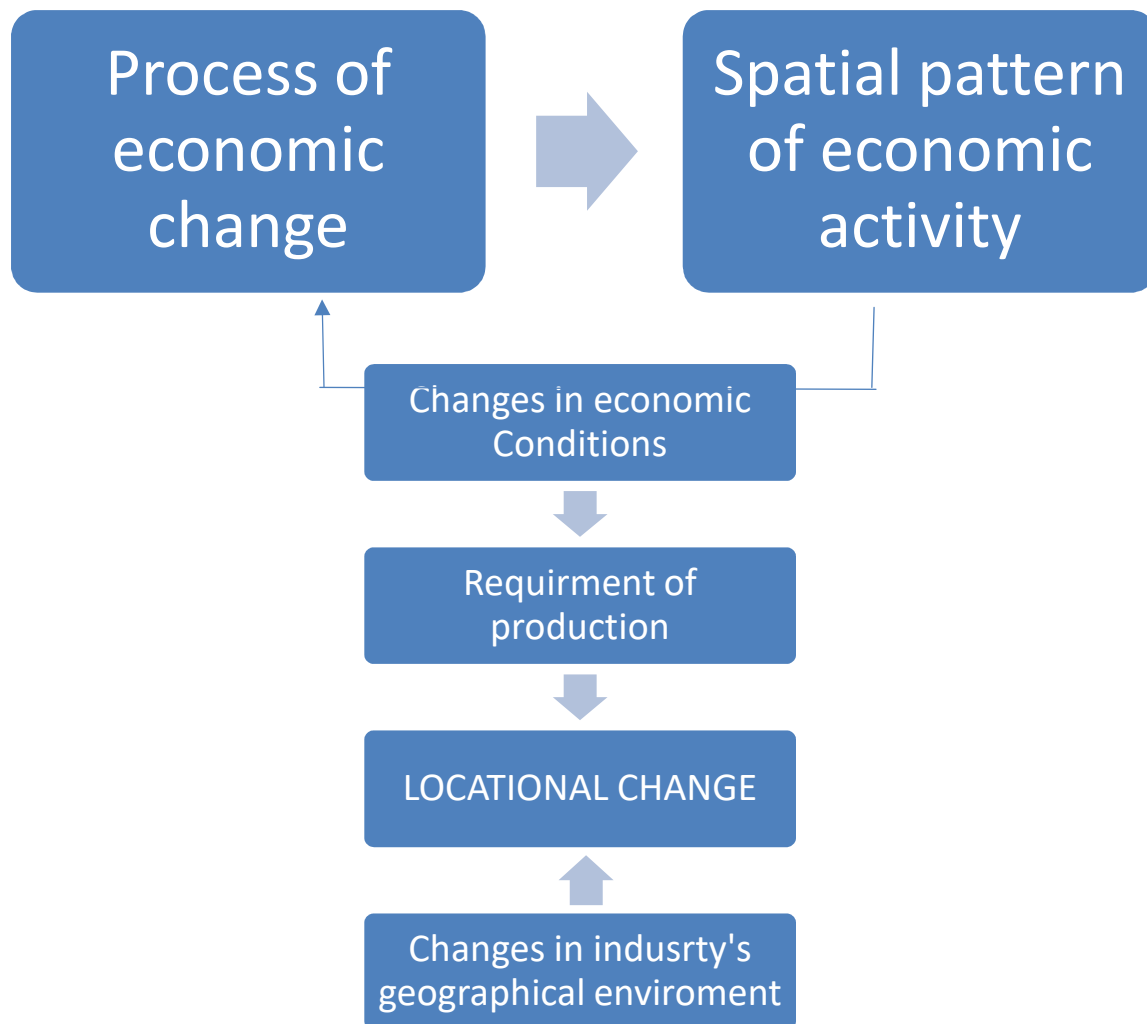 Process of
economic
change
Spatial pattern
of economic
activity
Changes in economic
Conditions
Requirment of
production
LOCATIONAL CHANGE
Changes in indusrty's
geographical enviroment